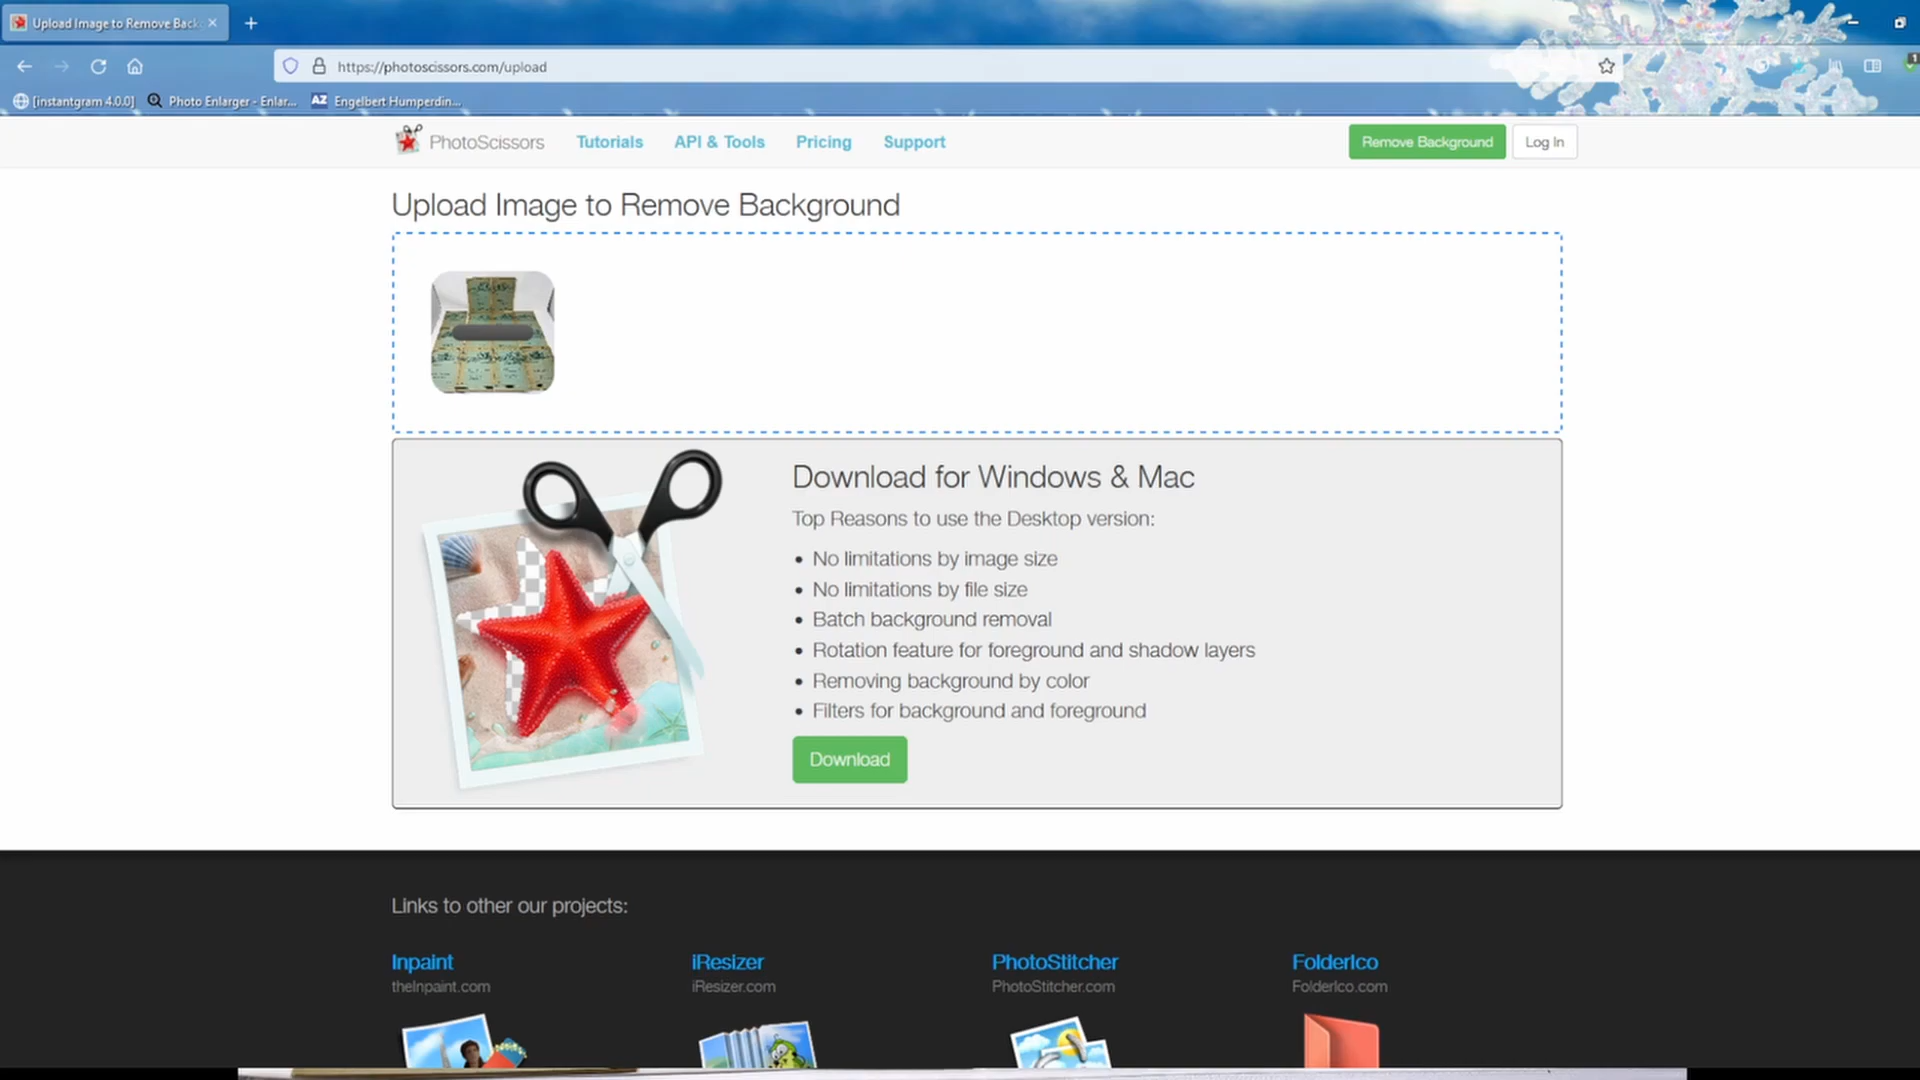 Upload Image to Remove Back
https://photoscissors.com/upload
1
[instantgram 4.0.0] Photo Enlarger - Enlar... AZ Engelbert Humperdin...
PhotoScissors Tutorials API & Tools Pricing Support Remove Background Log In
Upload Image to Remove Background
Download for Windows & Mac
Top Reasons to use the Desktop version:
No limitations by image size
No limitations by file size
Batch background removal
Rotation feature for foreground and shadow layers
Removing background by color
Filters for background and foreground
Download
Links to other our projects:
Inpaint iResizer PhotoStitcher FolderIco
theInpaint.com iResizer.com PhotoStitcher.com FolderIco.com